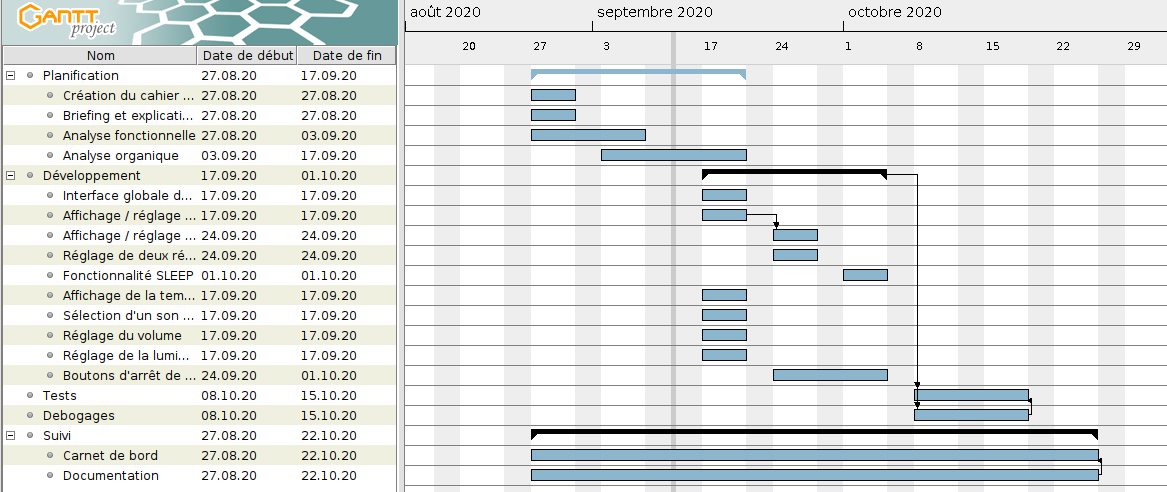 GANTT
project
août 2020 septembre 2020 octobre 2020
20 27 3 17 24 1 8 15 22 29
Nom Date de début Date de fin
Planification 27.08.20 17.09.20
Création du cahier ... 27.08.20 27.08.20
Briefing et explicati... 27.08.20 27.08.20
Analyse fonctionnelle 27.08.20 03.09.20
Analyse organique 03.09.20 17.09.20
Développement 17.09.20 01.10.20
Interface globale d... 17.09.20 17.09.20
Affichage / réglage ... 17.09.20 17.09.20
Affichage / réglage ... 24.09.20 24.09.20
Réglage de deux ré... 24.09.20 24.09.20
Fonctionnalité SLEEP 01.10.20 01.10.20
Affichage de la tem... 17.09.20 17.09.20
Sélection d'un son ... 17.09.20 17.09.20
Réglage du volume 17.09.20 17.09.20
Réglage de la lumi... 17.09.20 17.09.20
Boutons d'arrêt de ... 24.09.20 01.10.20
Tests 08.10.20 15.10.20
Debogages 08.10.20 15.10.20
Suivi 27.08.20 22.10.20
Carnet de bord 27.08.20 22.10.20
Documentation 27.08.20 22.10.20